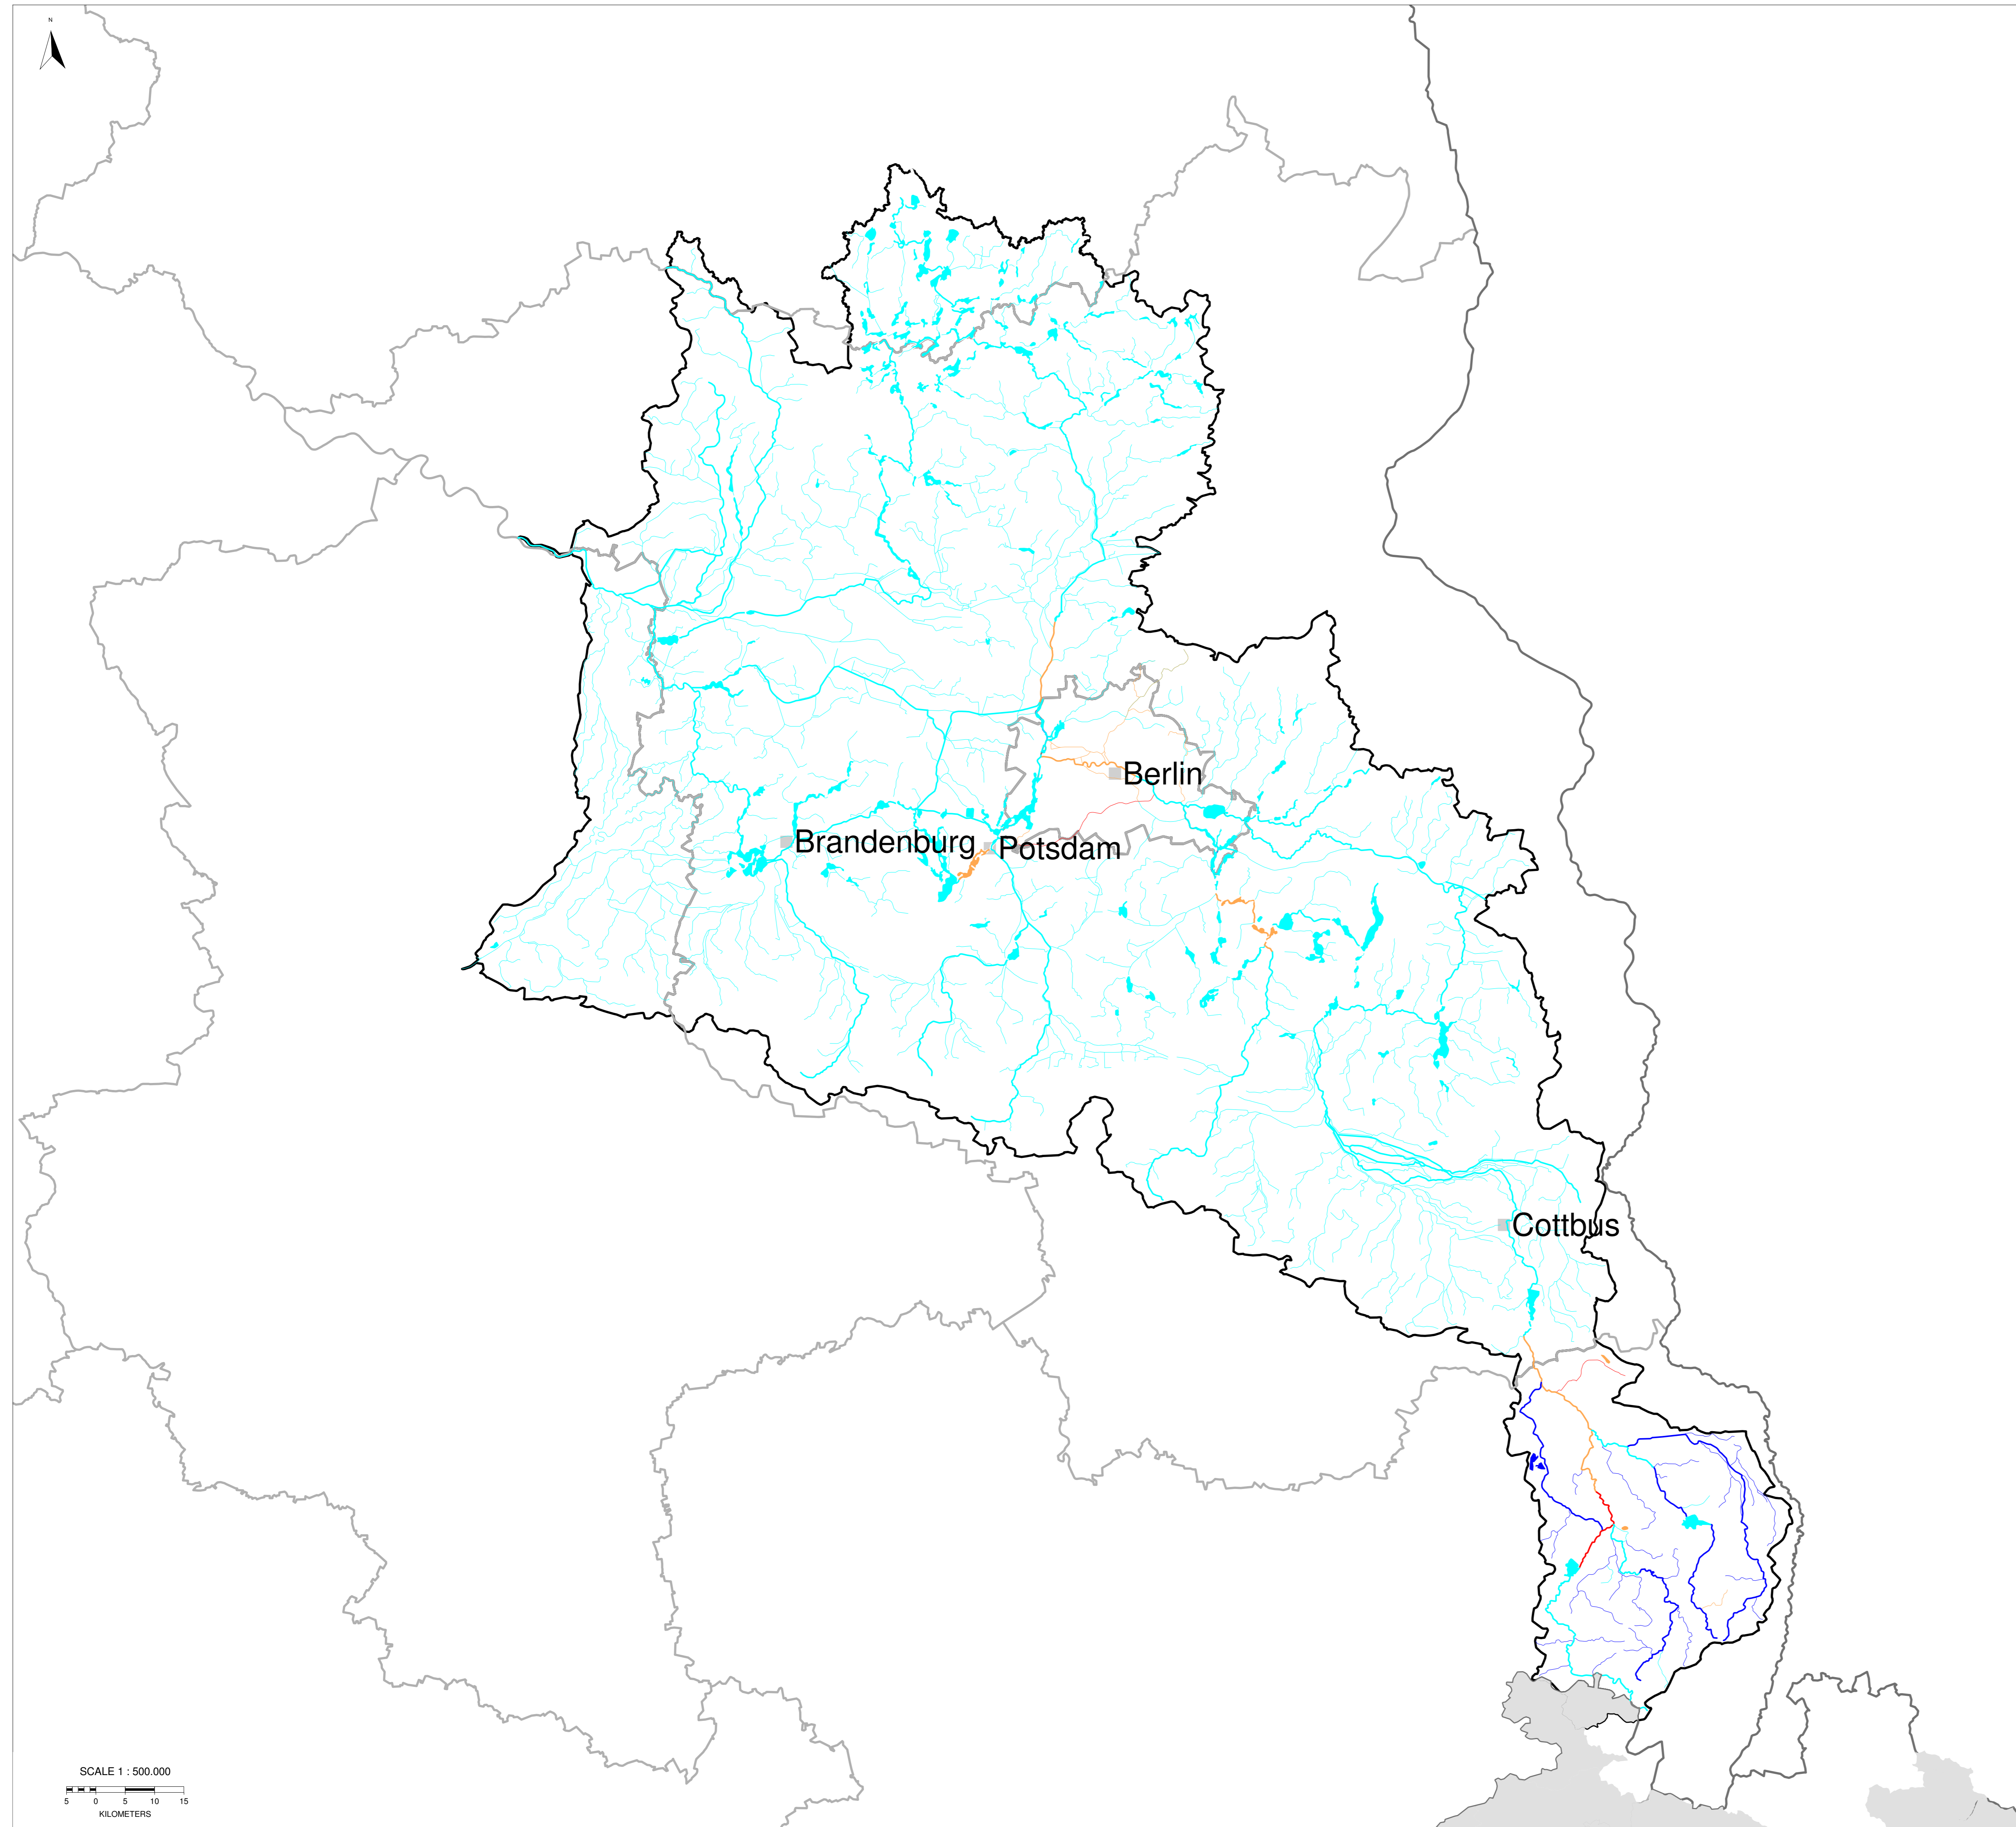 N
Berlin
Brandenburg
Potsdam
Cottbus
SCALE 1 : 500.000
5 0 5 10 15
KILOMETERS